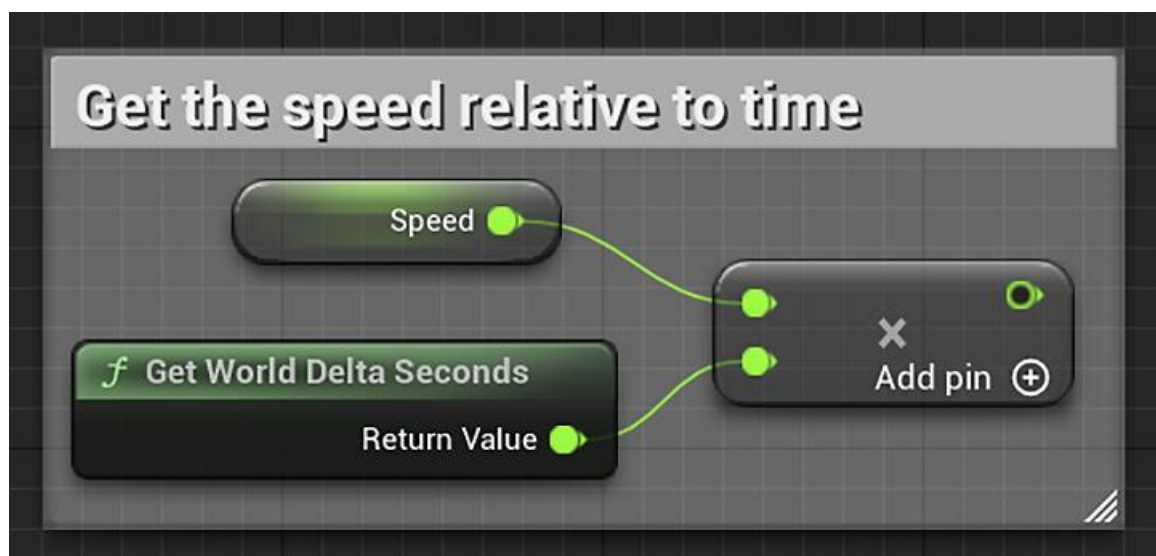 Get the speed relative to time
Speed
f Get World Delta Seconds
Return Value
×
Add pin